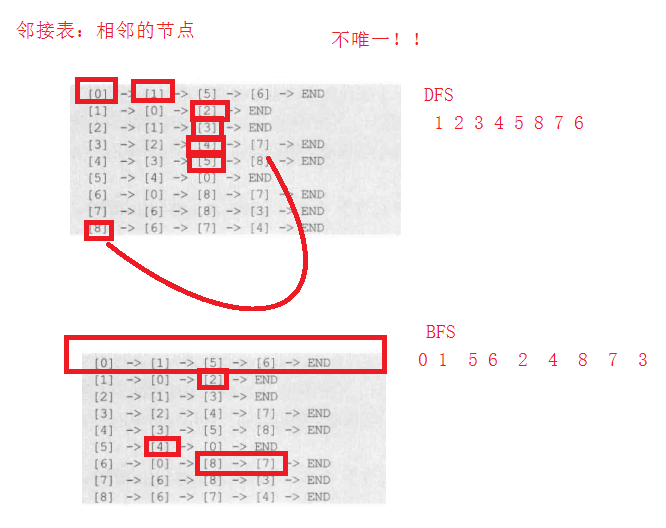 邻接表：相邻的节点
不唯一！！
[0] -> [1] -> [5] -> [6] -> END
[1] -> [0] -> [2] -> END
[2] -> [1] -> [3] -> END
[3] -> [2] -> [4] -> [7] -> END
[4] -> [3] -> [5] -> [8] -> END
[5] -> [4] -> [0] -> END
[6] -> [0] -> [8] -> [7] -> END
[7] -> [6] -> [8] -> [3] -> END
[8] -> [6] -> [7] -> [4] -> END
DFS
1 2 3 4 5 8 7 6
BFS
0 1 5 6 2 4 8 7 3
[0] -> [1] -> [5] -> [6] -> END
[1] -> [0] -> [2] -> END
[2] -> [1] -> [3] -> END
[3] -> [2] -> [4] -> [7] -> END
[4] -> [3] -> [5] -> [8] -> END
[5] -> [4] -> [0] -> END
[6] -> [0] -> [8] -> [7] -> END
[7] -> [6] -> [8] -> [3] -> END
[8] -> [6] -> [7] -> [4] -> END